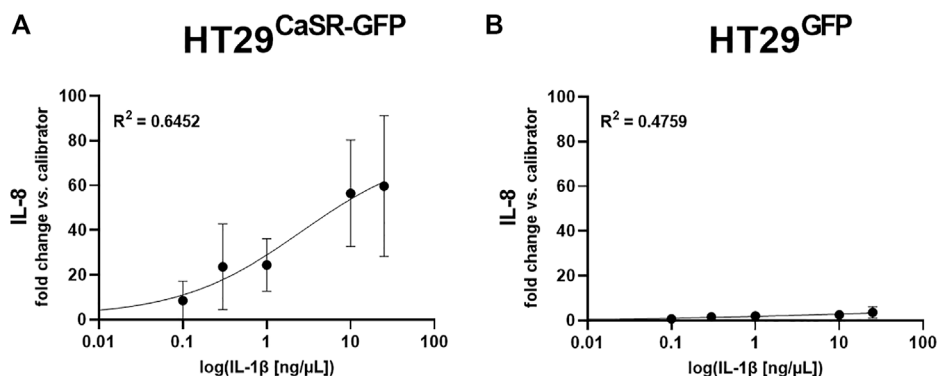 A
HT29CaSR-GFP
R2 = 0.6452
IL-8
fold change vs. calibrator
100
80
60
40
20
0
0.01 0.1 1 10 100
log(IL-1β [ng/µL])
B
HT29GFP
R2 = 0.4759
IL-8
fold change vs. calibrator
100
80
60
40
20
0
0.01 0.1 1 10 100
log(IL-1β [ng/µL])